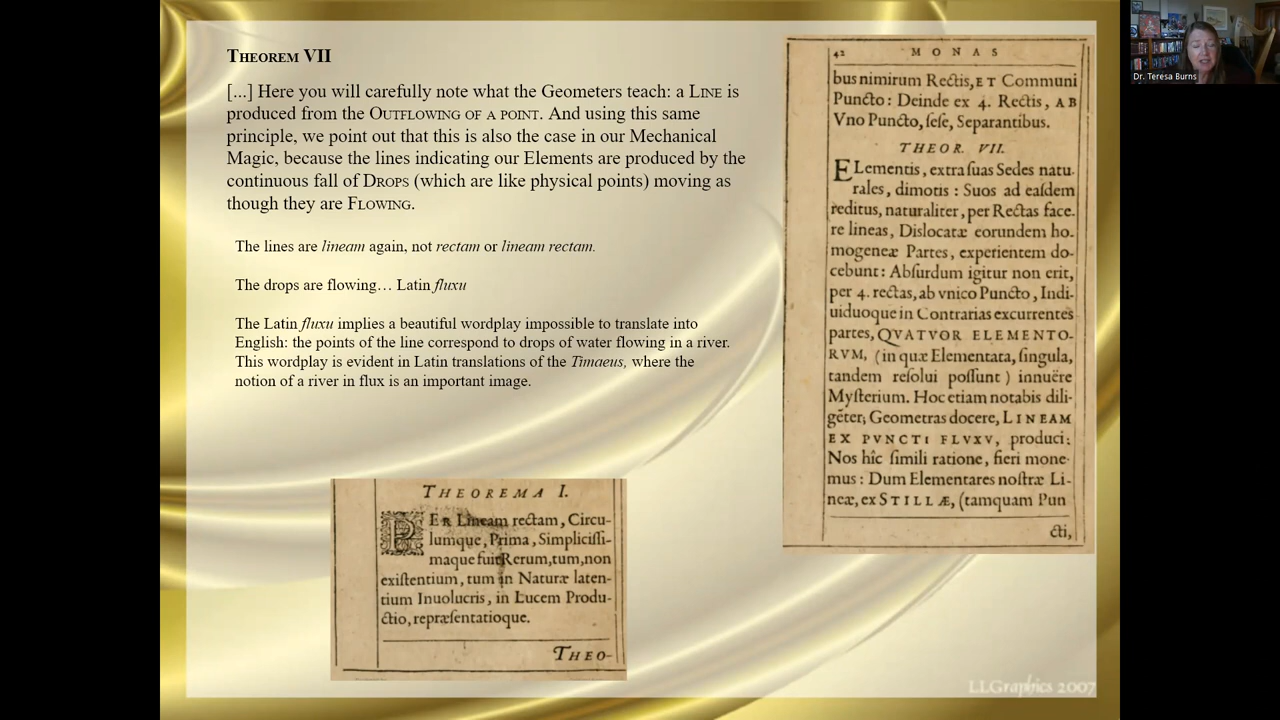 THEOREM VII
[...] Here you will carefully note what the Geometers teach: a LINE is
produced from the OUTFLOWING OF A POINT. And using this same
principle, we point out that this is also the case in our Mechanical
Magic, because the lines indicating our Elements are produced by the
continuous fall of DROPS (which are like physical points) moving as
though they are FLOWING.
The lines are lineam again, not rectam or lineam rectam.
The drops are flowing… Latin fluxu
The Latin fluxu implies a beautiful wordplay impossible to translate into
English: the points of the line correspond to drops of water flowing in a river.
This wordplay is evident in Latin translations of the Timaeus, where the
notion of a river in flux is an important image.
THEOREMA I.
PER Lineam rectam, Circu-
lumque, Prima, Simpliciſſi-
maque fuit Rerum, tum, non
exiſtentium, tum in Naturæ laten-
tium Inuolucris, in Lucem Produ-
ctio, repræſentatioque.
THEO-
42 MONAS
bus nimirum Rectis, ET Communi
Puncto: Deinde ex 4. Rectis, AB
Vno Puncto, ſeſe, Separantibus.
THEOR. VII.
ELementis, extra ſuas Sedes natu-
rales, dimotis: Suos ad eaſdem
reditus, naturaliter, per Rectas face-
re lineas, Diſlocatæ eorundem ho-
mogeneæ Partes, experientem do-
cebunt: Abſurdum igitur non erit,
per 4. rectas, ab vnico Puncto, Indi-
uiduoque in Contrarias excurrentes
partes, QVATVOR ELEMENTO-
RVM, (in quæ Elementata, ſingula,
tandem reſolui poſſunt) innuëre
Myſterium. Hoc etiam notabis dili-
gēter; Geometras docere, LINEAM
EX PVNCTI FLVXV, produci:
Nos hîc ſimili ratione, fieri mone-
mus: Dum Elementares noſtræ Li-
neæ, ex STILLÆ, (tamquam Pun
cti,
LLGraphics 2007
Dr. Teresa Burns